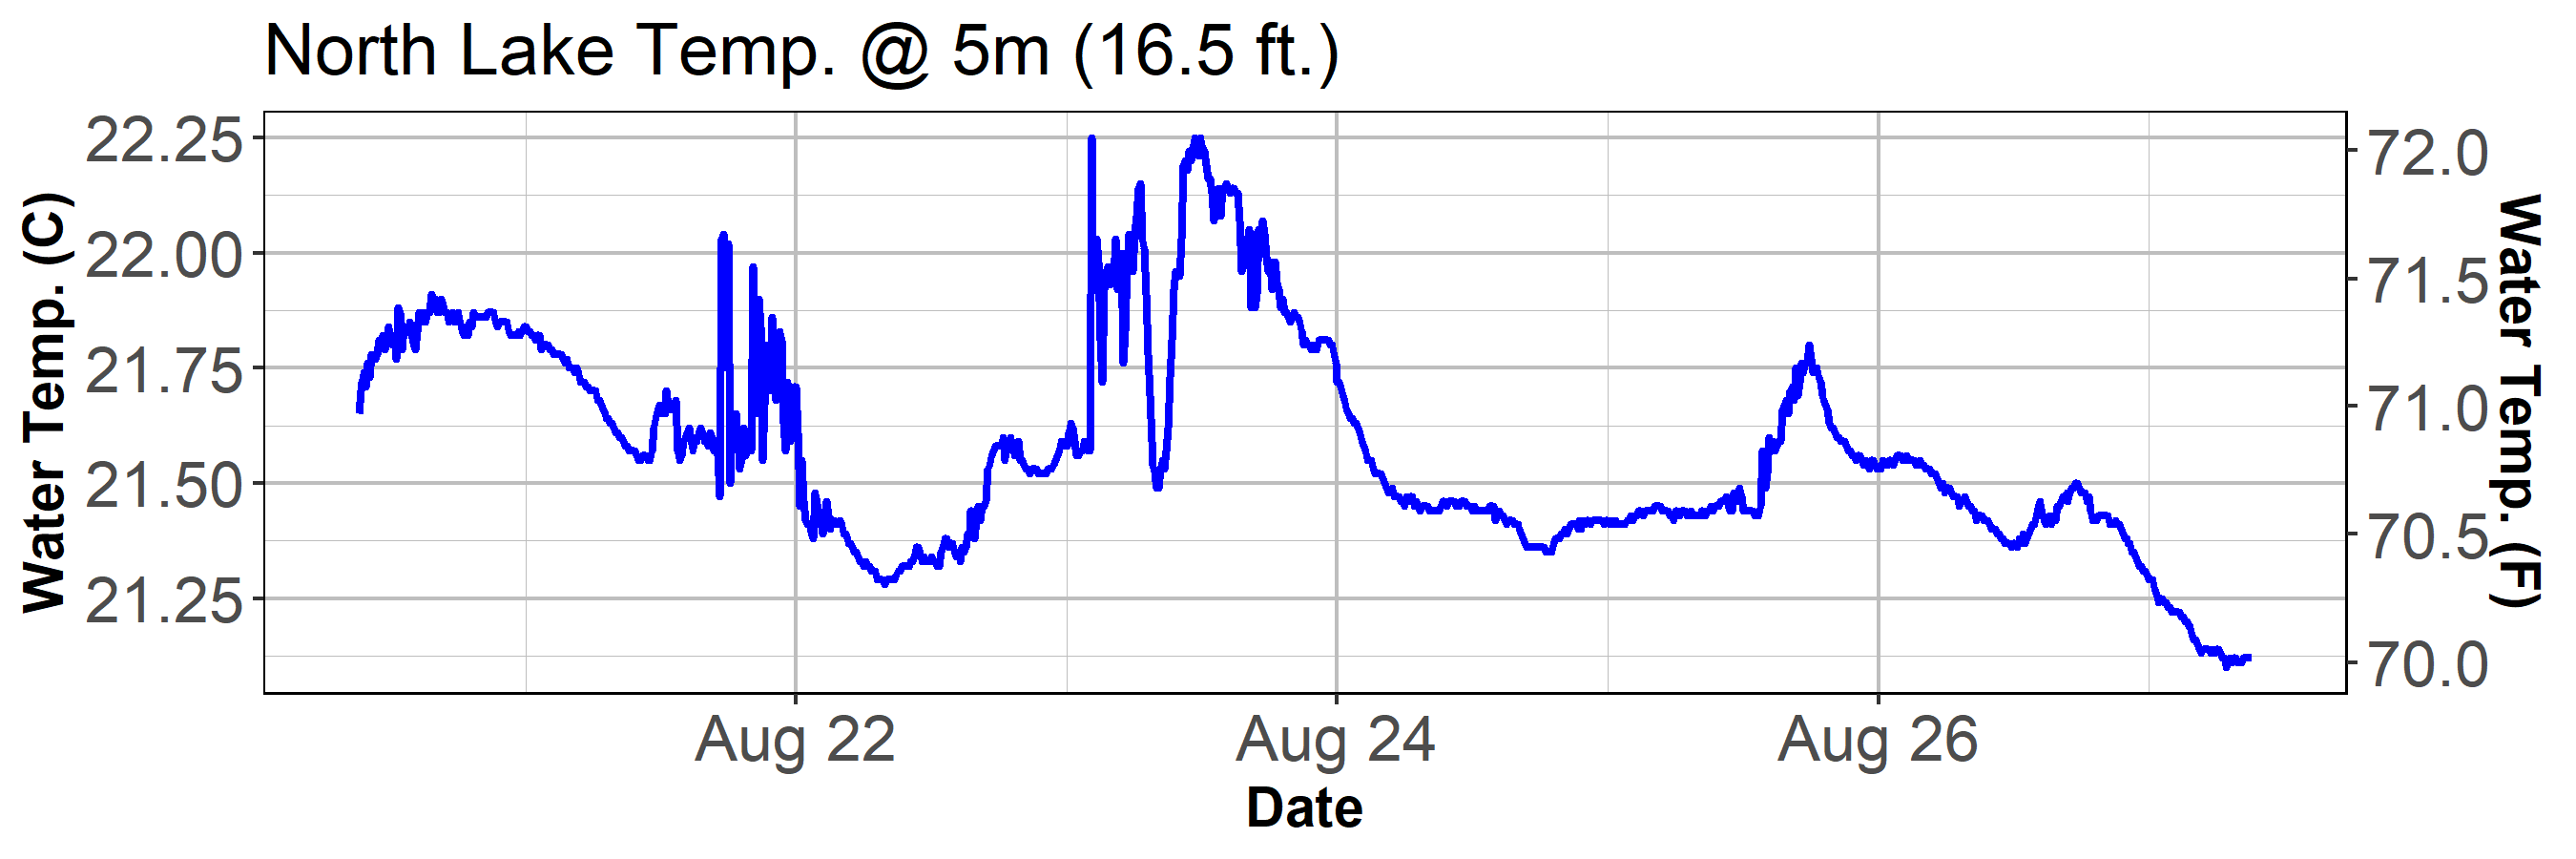 North Lake Temp. @ 5m (16.5 ft.)
Water Temp. (C)
22.25
22.00
21.75
21.50
21.25
72.0
71.5
71.0
70.5
70.0
Water Temp. (F)
Aug 22
Aug 24
Aug 26
Date